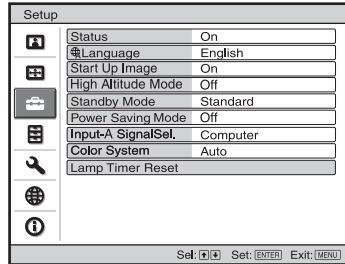 Setup
Status On
Language English
Start Up Image On
High Altitude Mode Off
Standby Mode Standard
Power Saving Mode Off
Input-A SignalSel. Computer
Color System Auto
Lamp Timer Reset
Sel: Set: ENTER Exit: MENU